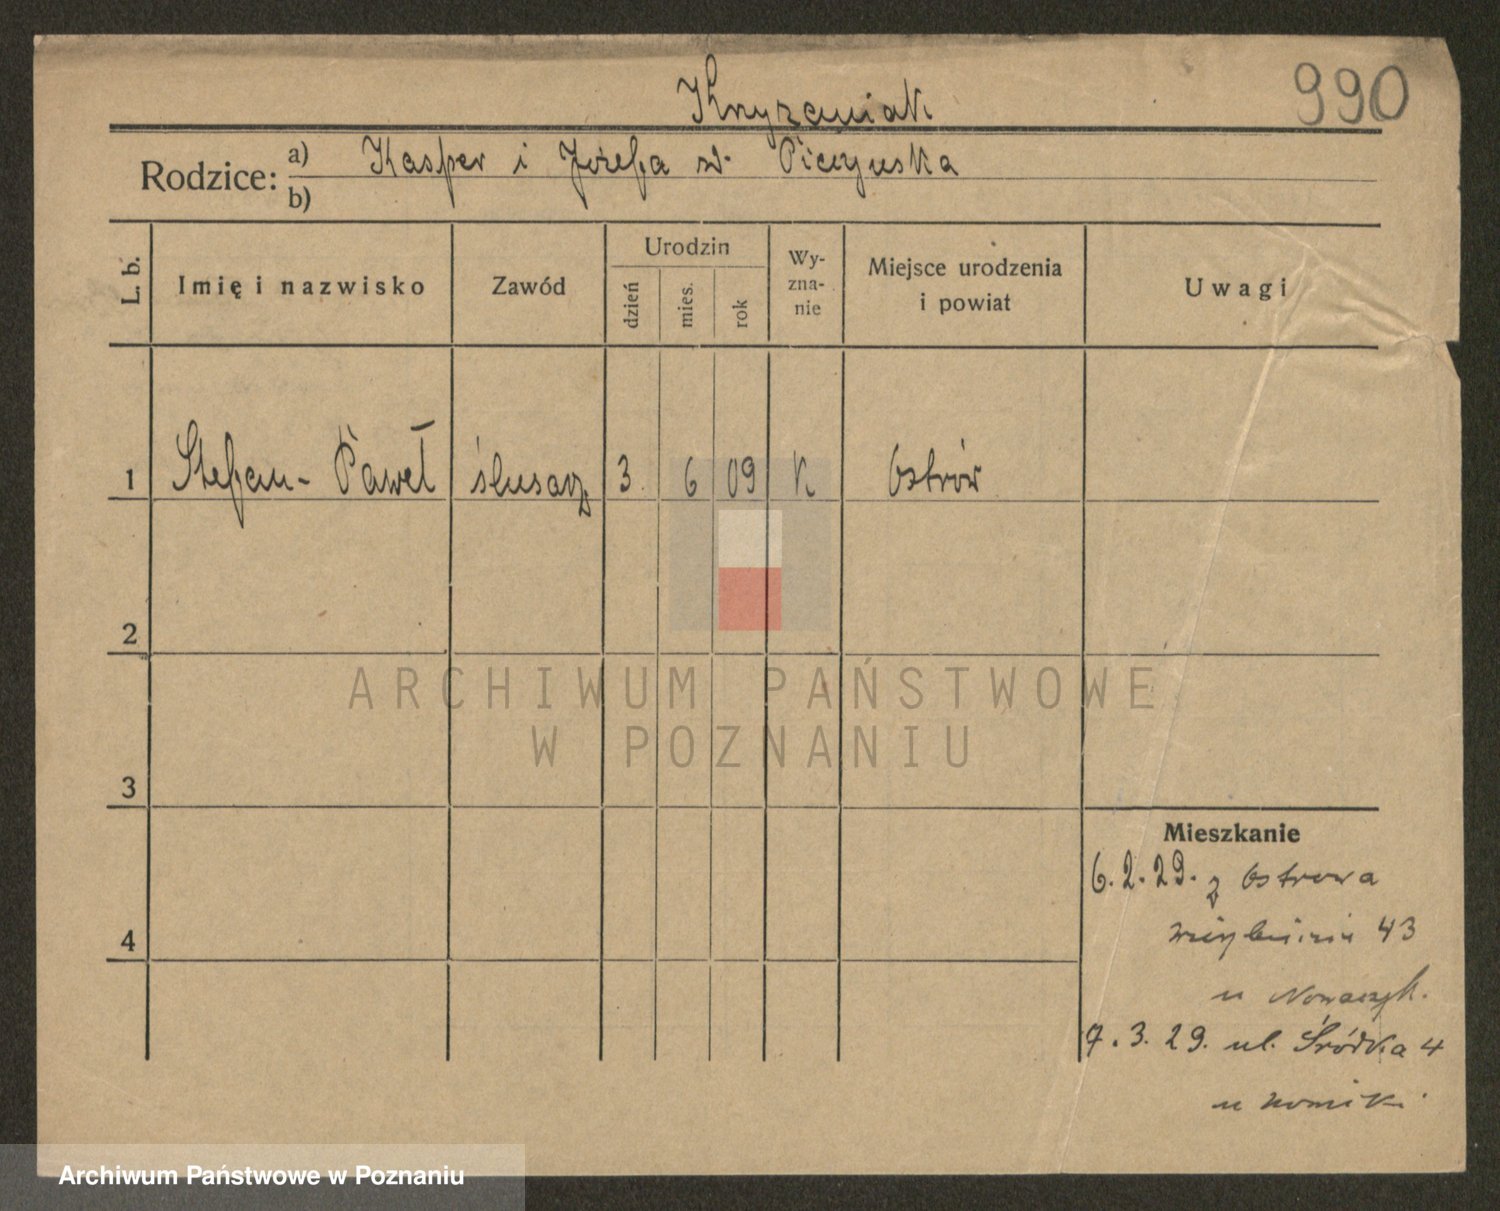 990
Krzyżaniak
Rodzice: a) Kasper i Józefa
b)
L. b.
Imię i nazwisko
Zawód
Urodzin
dzień
mies.
rok
Wy-
zna-
nie
Miejsce urodzenia
i powiat
Uwagi
1 Stefan - Paweł ślusarz 3 6 09 K Ostrów
2
3
4
Mieszkanie
6.2.29. z Ostrowa
43
u
7.3.29. ul. Śródka 4
u
ARCHIWUM PAŃSTWOWE
W POZNANIU
Archiwum Państwowe w Poznaniu